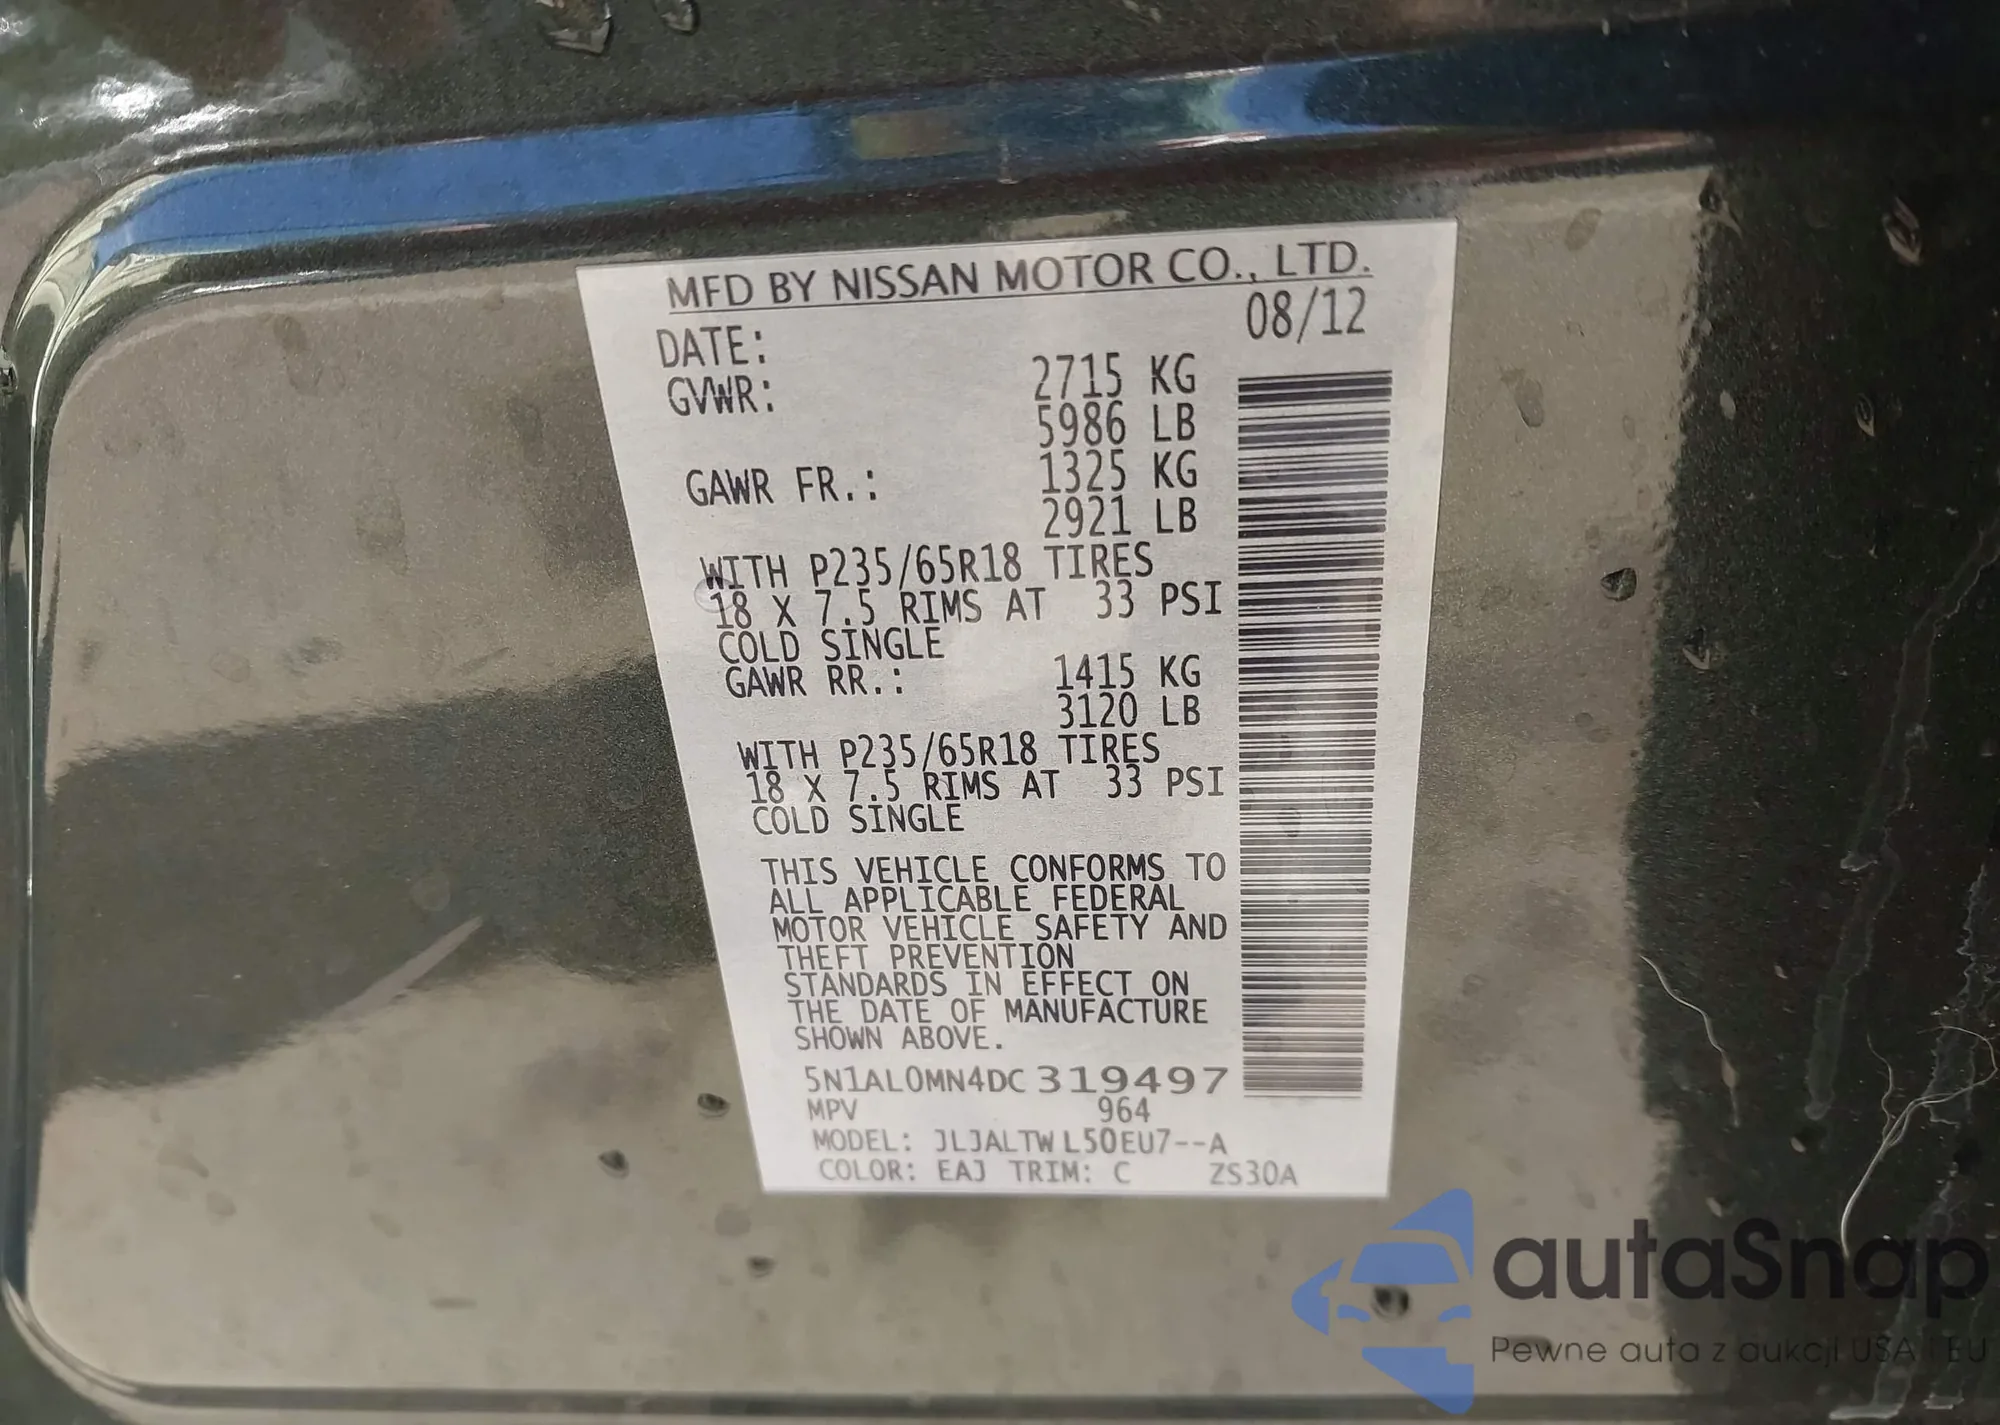 MFD BY NISSAN MOTOR CO., LTD.
DATE: 08/12
GVWR: 2715 KG
5986 LB
GAWR FR.: 1325 KG
2921 LB
WITH P235/65R18 TIRES
18 X 7.5 RIMS AT 33 PSI
COLD SINGLE
GAWR RR.: 1415 KG
3120 LB
WITH P235/65R18 TIRES
18 X 7.5 RIMS AT 33 PSI
COLD SINGLE
THIS VEHICLE CONFORMS TO
ALL APPLICABLE FEDERAL
MOTOR VEHICLE SAFETY AND
THEFT PREVENTION
STANDARDS IN EFFECT ON
THE DATE OF MANUFACTURE
SHOWN ABOVE.
5N1AL0MN4DC 319497
MPV 964
MODEL: JLJALTW L50EU7--A
COLOR: EAJ TRIM: C ZS30A
autaSnap
Pewne auta z aukcji USA i EU